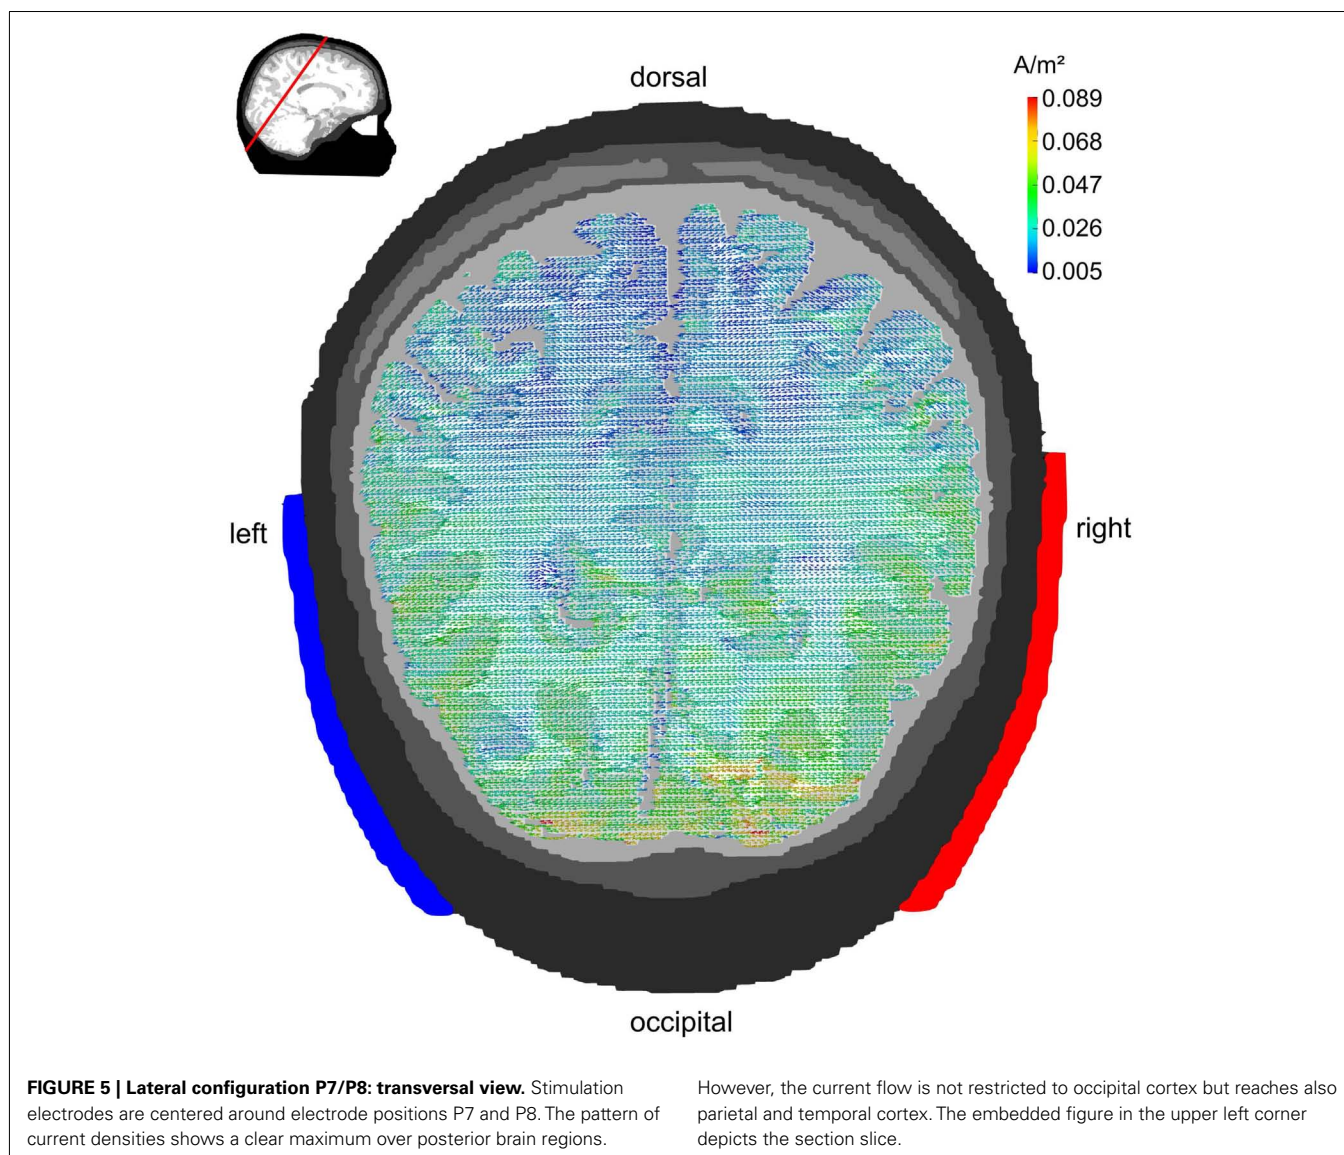 dorsal
A/m²
0.089
0.068
0.047
0.026
0.005
left
right
occipital
FIGURE 5 | Lateral configuration P7/P8: transversal view. Stimulation
electrodes are centered around electrode positions P7 and P8. The pattern of
current densities shows a clear maximum over posterior brain regions.
However, the current flow is not restricted to occipital cortex but reaches also
parietal and temporal cortex. The embedded figure in the upper left corner
depicts the section slice.